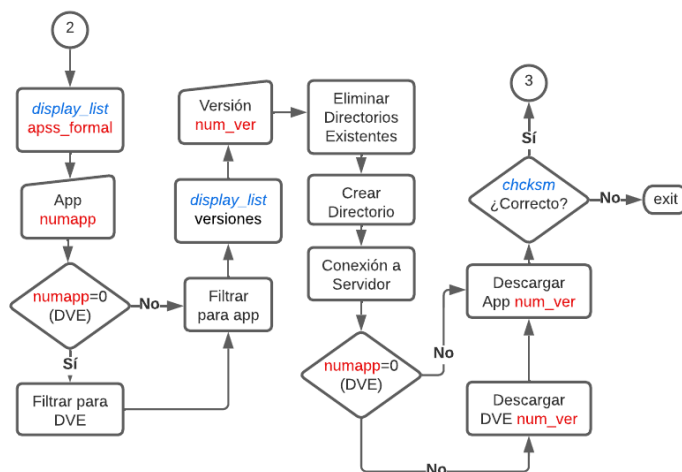 2
display_list
apss_formal
App
numapp
numapp=0
(DVE)
No
Sí
Filtrar para
DVE
Filtrar
para app
display_list
versiones
Versión
num_ver
Eliminar
Directorios
Existentes
Crear
Directorio
Conexión a
Servidor
numapp=0
(DVE)
No
No
Descargar
DVE num_ver
Descargar
App num_ver
chcksm
¿Correcto?
No
exit
Sí
3